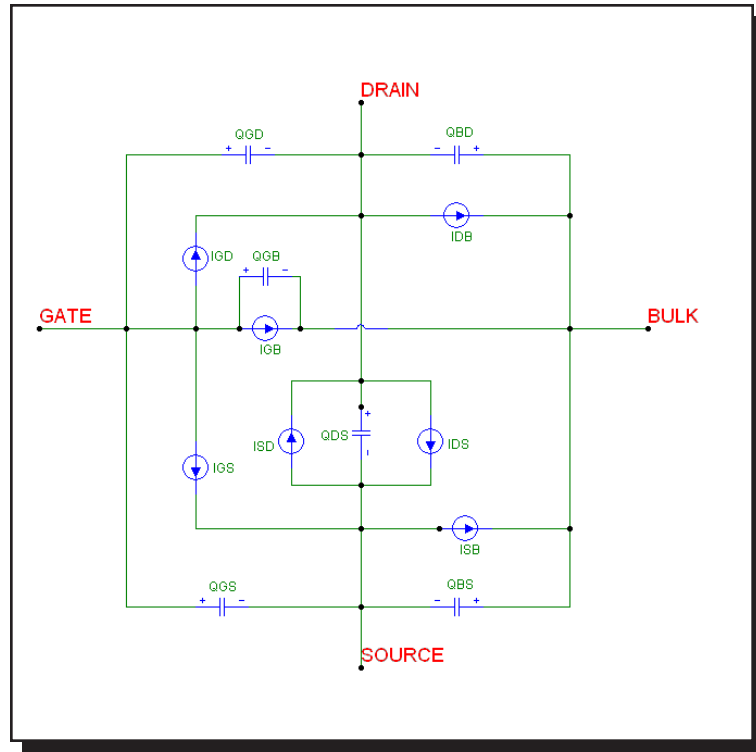 DRAIN
QGD
QBD
+ -
- +
IDB
IGD
QGB
+ -
GATE
BULK
IGB
+
QDS
ISD
IDS
-
IGS
ISB
QGS
QBS
+ -
- +
SOURCE